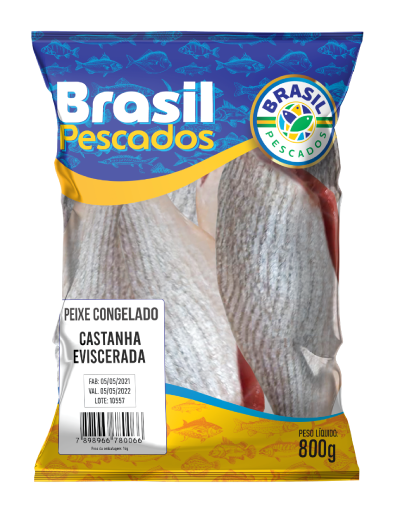 Brasil
Pescados
BRASIL
PESCADOS
PEIXE CONGELADO
CASTANHA
EVISCERADA
FAB: 05/05/2021
VAL. 05/05/2022
LOTE: 10557
7 898966 780066
PESO LÍQUIDO:
800g